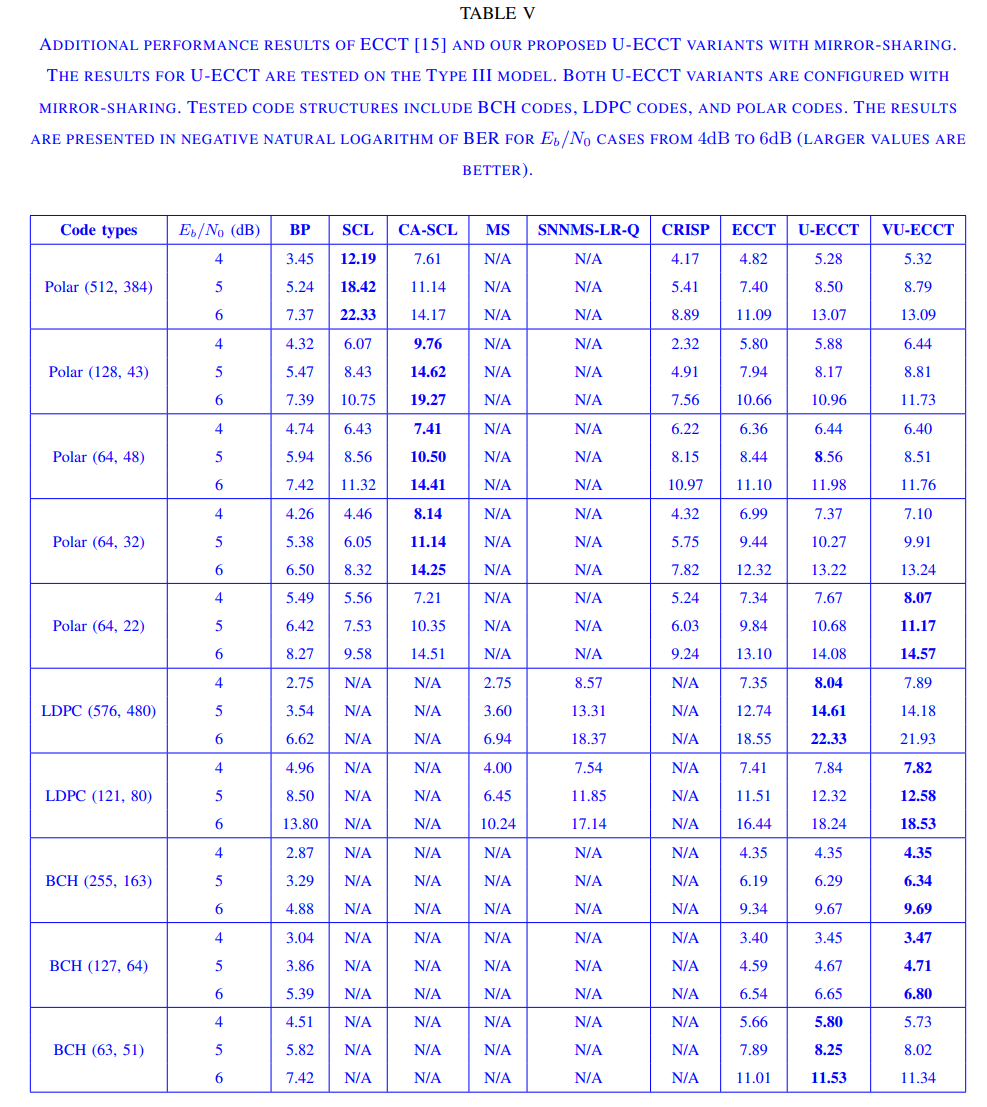 TABLE V
ADDITIONAL PERFORMANCE RESULTS OF ECCT [15] AND OUR PROPOSED U-ECCT VARIANTS WITH MIRROR-SHARING.
THE RESULTS FOR U-ECCT ARE TESTED ON THE TYPE III MODEL. BOTH U-ECCT VARIANTS ARE CONFIGURED WITH
MIRROR-SHARING. TESTED CODE STRUCTURES INCLUDE BCH CODES, LDPC CODES, AND POLAR CODES. THE RESULTS
ARE PRESENTED IN NEGATIVE NATURAL LOGARITHM OF BER FOR E_b/N_0 CASES FROM 4DB TO 6DB (LARGER VALUES ARE
BETTER).
Code types E_b/N_0 (dB) BP SCL CA-SCL MS SNNMS-LR-Q CRISP ECCT U-ECCT VU-ECCT
4 3.45 12.19 7.61 N/A N/A 4.17 4.82 5.28 5.32
Polar (512, 384) 5 5.24 18.42 11.14 N/A N/A 5.41 7.40 8.50 8.79
6 7.37 22.33 14.17 N/A N/A 8.89 11.09 13.07 13.09
4 4.32 6.07 9.76 N/A N/A 2.32 5.80 5.88 6.44
Polar (128, 43) 5 5.47 8.43 14.62 N/A N/A 4.91 7.94 8.17 8.81
6 7.39 10.75 19.27 N/A N/A 7.56 10.66 10.96 11.73
4 4.74 6.43 7.41 N/A N/A 6.22 6.36 6.44 6.40
Polar (64, 48) 5 5.94 8.56 10.50 N/A N/A 8.15 8.44 8.56 8.51
6 7.42 11.32 14.41 N/A N/A 10.97 11.10 11.98 11.76
4 4.26 4.46 8.14 N/A N/A 4.32 6.99 7.37 7.10
Polar (64, 32) 5 5.38 6.05 11.14 N/A N/A 5.75 9.44 10.27 9.91
6 6.50 8.32 14.25 N/A N/A 7.82 12.32 13.22 13.24
4 5.49 5.56 7.21 N/A N/A 5.24 7.34 7.67 8.07
Polar (64, 22) 5 6.42 7.53 10.35 N/A N/A 6.03 9.84 10.68 11.17
6 8.27 9.58 14.51 N/A N/A 9.24 13.10 14.08 14.57
4 2.75 N/A N/A 2.75 8.57 N/A 7.35 8.04 7.89
LDPC (576, 480) 5 3.54 N/A N/A 3.60 13.31 N/A 12.74 14.61 14.18
6 6.62 N/A N/A 6.94 18.37 N/A 18.55 22.33 21.93
4 4.96 N/A N/A 4.00 7.54 N/A 7.41 7.84 7.82
LDPC (121, 80) 5 8.50 N/A N/A 6.45 11.85 N/A 11.51 12.32 12.58
6 13.80 N/A N/A 10.24 17.14 N/A 16.44 18.24 18.53
4 2.87 N/A N/A N/A N/A N/A 4.35 4.35 4.35
BCH (255, 163) 5 3.29 N/A N/A N/A N/A N/A 6.19 6.29 6.34
6 4.88 N/A N/A N/A N/A N/A 9.34 9.67 9.69
4 3.04 N/A N/A N/A N/A N/A 3.40 3.45 3.47
BCH (127, 64) 5 3.86 N/A N/A N/A N/A N/A 4.59 4.67 4.71
6 5.39 N/A N/A N/A N/A N/A 6.54 6.65 6.80
4 4.51 N/A N/A N/A N/A N/A 5.66 5.80 5.73
BCH (63, 51) 5 5.82 N/A N/A N/A N/A N/A 7.89 8.25 8.02
6 7.42 N/A N/A N/A N/A N/A 11.01 11.53 11.34